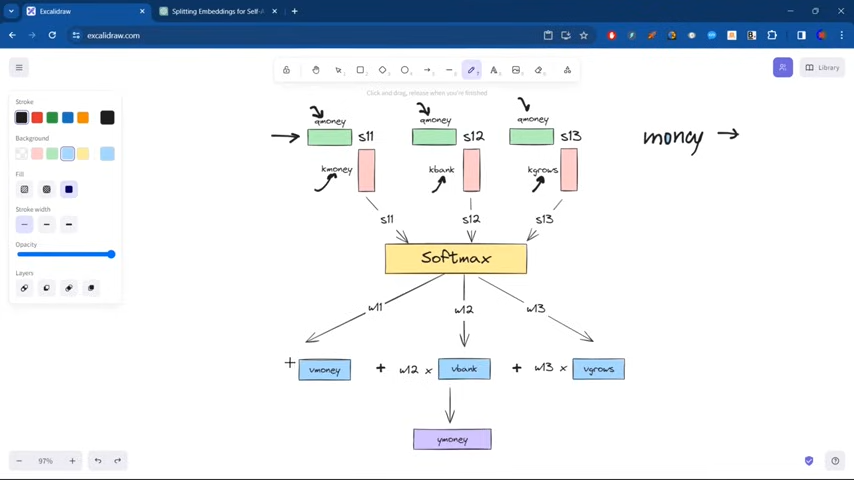 Excalidraw
Splitting Embeddings for Self
excalidraw.com
Library
Click and drag, release when you're finished
Stroke
Background
Fill
Stroke width
Opacity
Layers
qmoney qmoney qmoney
s11 s12 s13
kmoney kbank kgrows
money →
s11 s12 s13
Softmax
w11 w12 w13
vmoney + w12 x vbank + w13 x vgrows
ymoney
97%